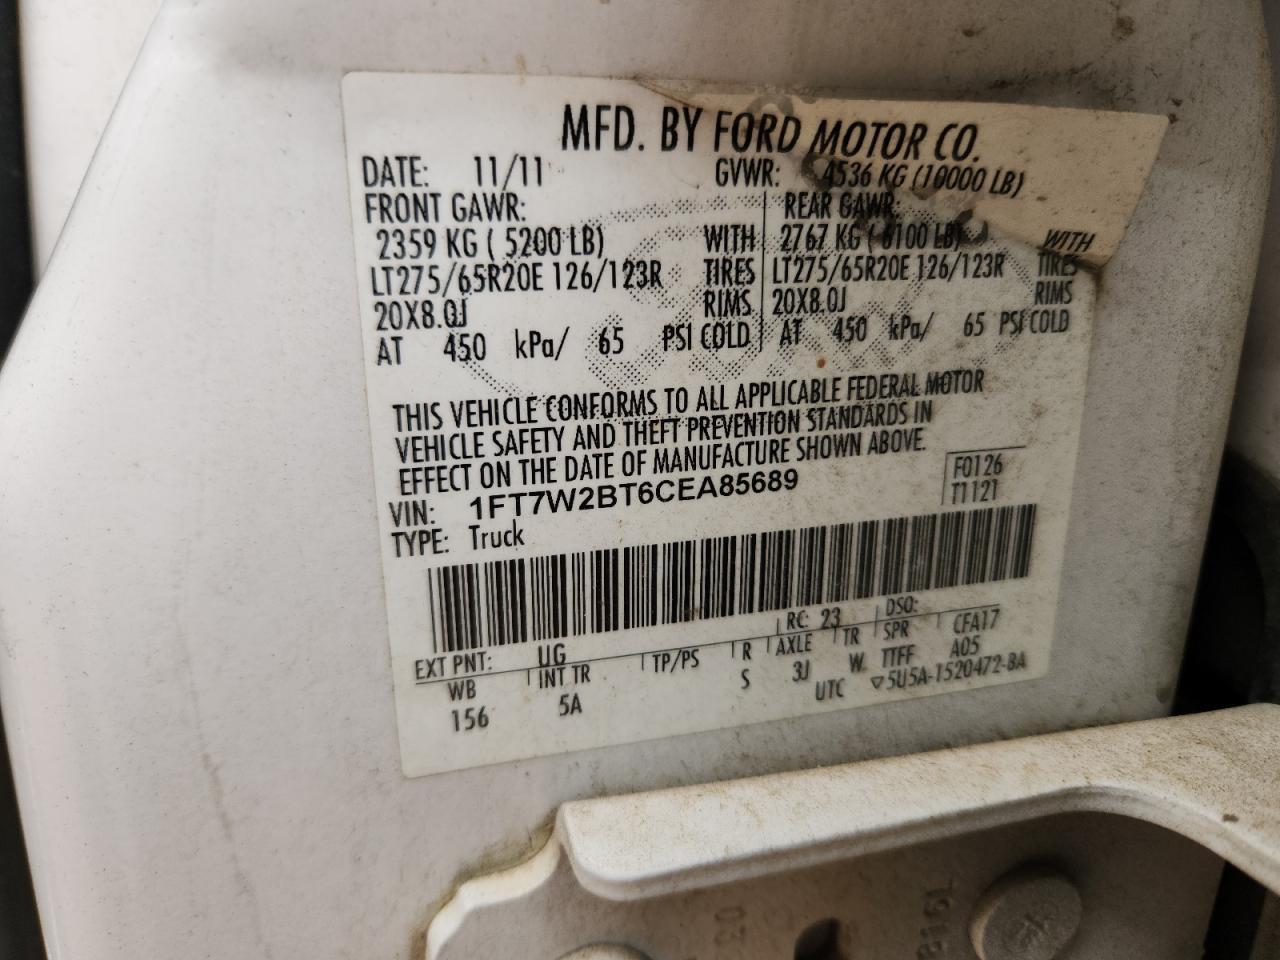 MFD. BY FORD MOTOR CO.
DATE: 11/11 GVWR: 4536 KG (10000 LB)
FRONT GAWR: REAR GAWR:
2359 KG ( 5200 LB) WITH 2767 KG ( 6100 LB) WITH
LT275/65R20E 126/123R TIRES LT275/65R20E 126/123R TIRES
20X8.0J RIMS 20X8.0J RIMS
AT 450 kPa/ 65 PSI COLD AT 450 kPa/ 65 PSI COLD
THIS VEHICLE CONFORMS TO ALL APPLICABLE FEDERAL MOTOR
VEHICLE SAFETY AND THEFT PREVENTION STANDARDS IN
EFFECT ON THE DATE OF MANUFACTURE SHOWN ABOVE.
VIN: 1FT7W2BT6CEA85689 F0126
TYPE: Truck T1121
EXT PNT: UG RC: 23 DSO:
WB INT TR TP/PS R AXLE TR SPR CFA17
156 5A S 3J W TTFF A05
UTC ▽5U5A-1520472-BA